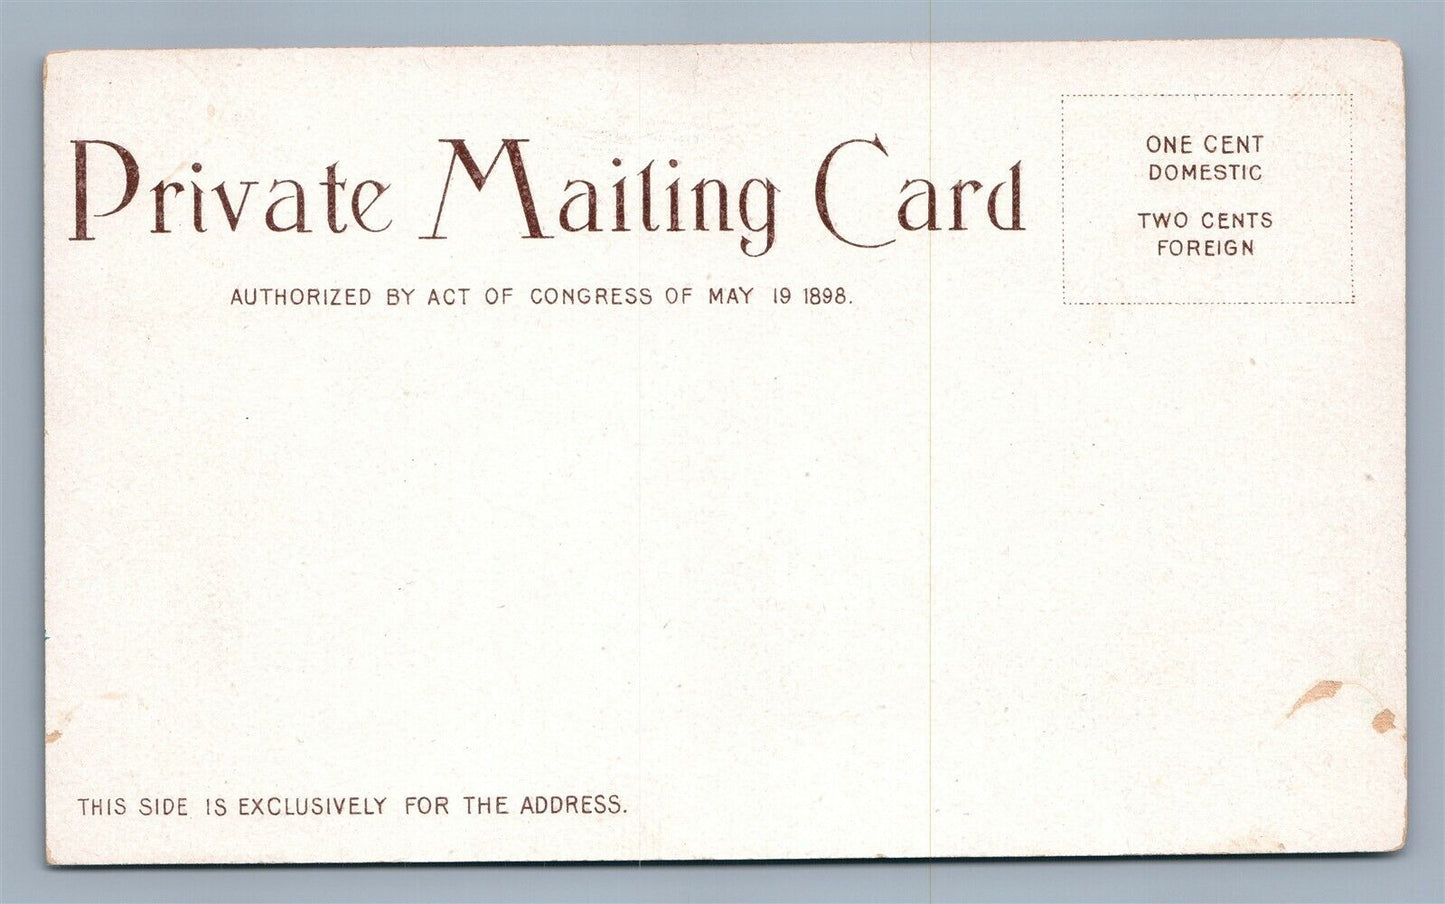 Private Mailing Card
AUTHORIZED BY ACT OF CONGRESS OF MAY 19 1898.
ONE CENT
DOMESTIC
TWO CENTS
FOREIGN
THIS SIDE IS EXCLUSIVELY FOR THE ADDRESS.